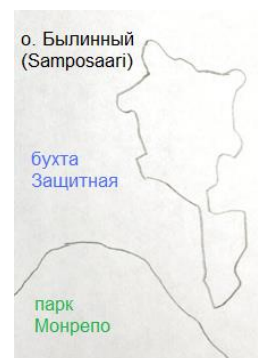 о. Былинный
(Samposaari)
бухта
Защитная
парк
Монрепо